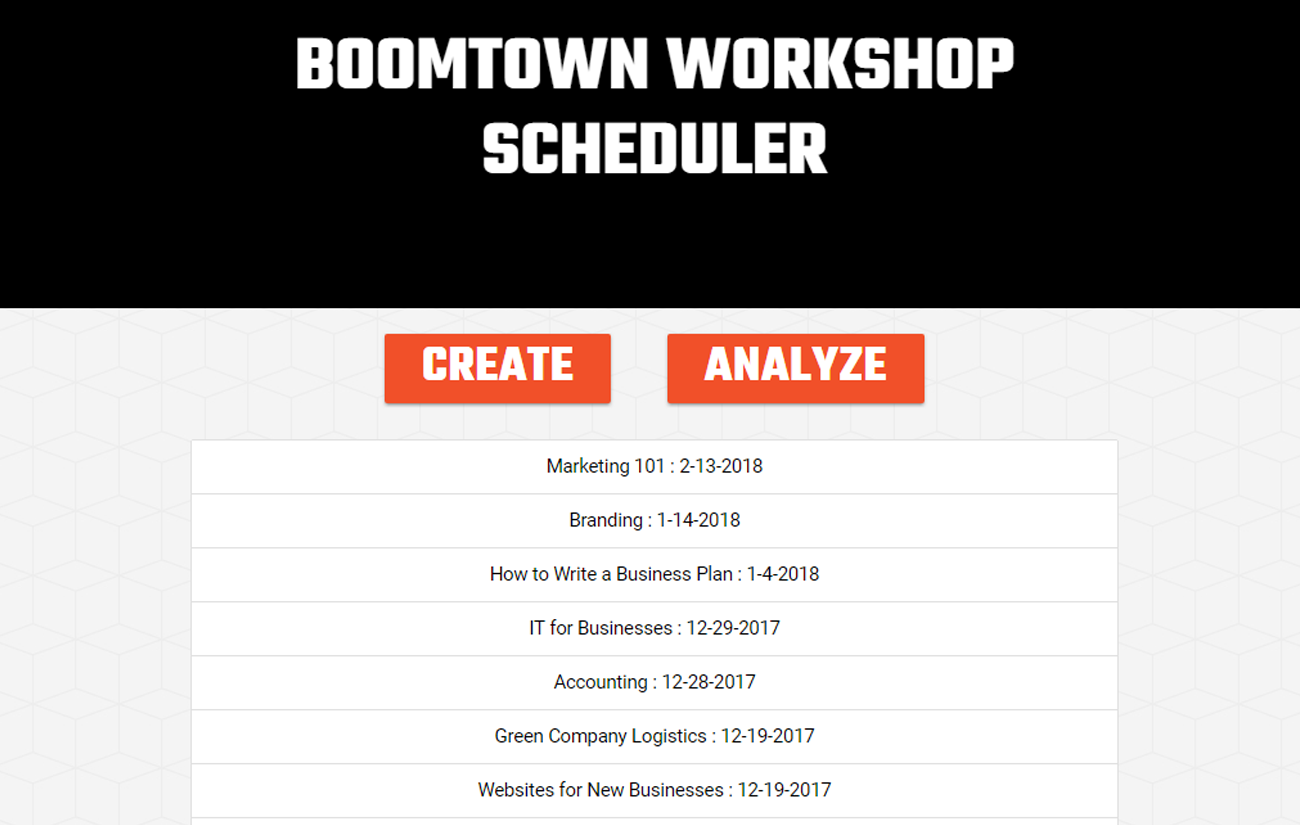 BOOMTOWN WORKSHOP
SCHEDULER
CREATE
ANALYZE
Marketing 101 : 2-13-2018
Branding : 1-14-2018
How to Write a Business Plan : 1-4-2018
IT for Businesses : 12-29-2017
Accounting : 12-28-2017
Green Company Logistics : 12-19-2017
Websites for New Businesses : 12-19-2017